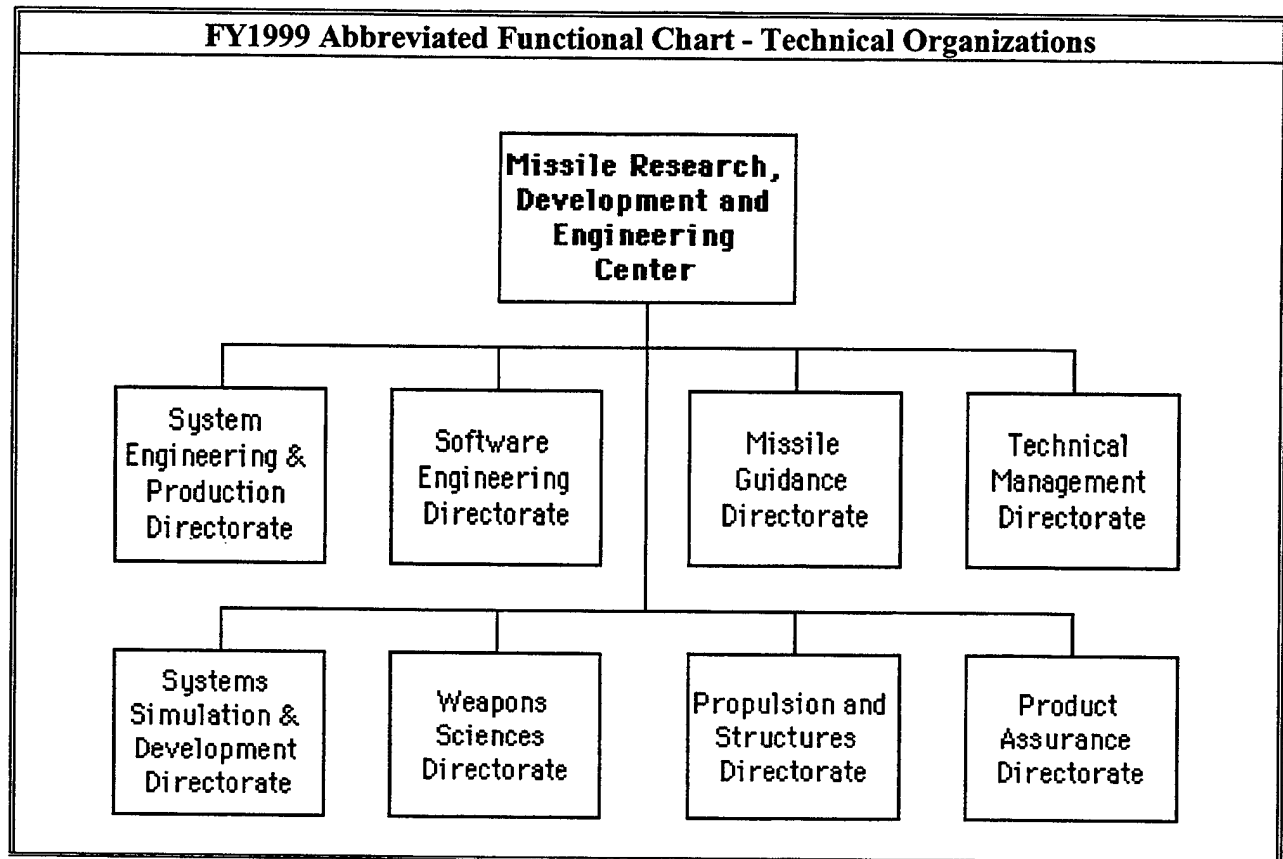 FY1999 Abbreviated Functional Chart - Technical Organizations
Missile Research,
Development and
Engineering
Center
System
Engineering &
Production
Directorate
Software
Engineering
Directorate
Missile
Guidance
Directorate
Technical
Management
Directorate
Systems
Simulation &
Development
Directorate
Weapons
Sciences
Directorate
Propulsion and
Structures
Directorate
Product
Assurance
Directorate